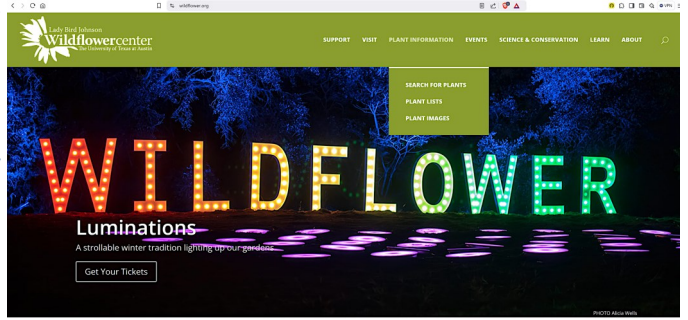 wildflower.org
VPN
Lady Bird Johnson
Wildflowercenter
The University of Texas at Austin
SUPPORT VISIT PLANT INFORMATION EVENTS SCIENCE & CONSERVATION LEARN ABOUT
SEARCH FOR PLANTS
PLANT LISTS
PLANT IMAGES
WILDFLOWER
Luminations
A strollable winter tradition lighting up our gardens
Get Your Tickets
PHOTO Alicia Wells